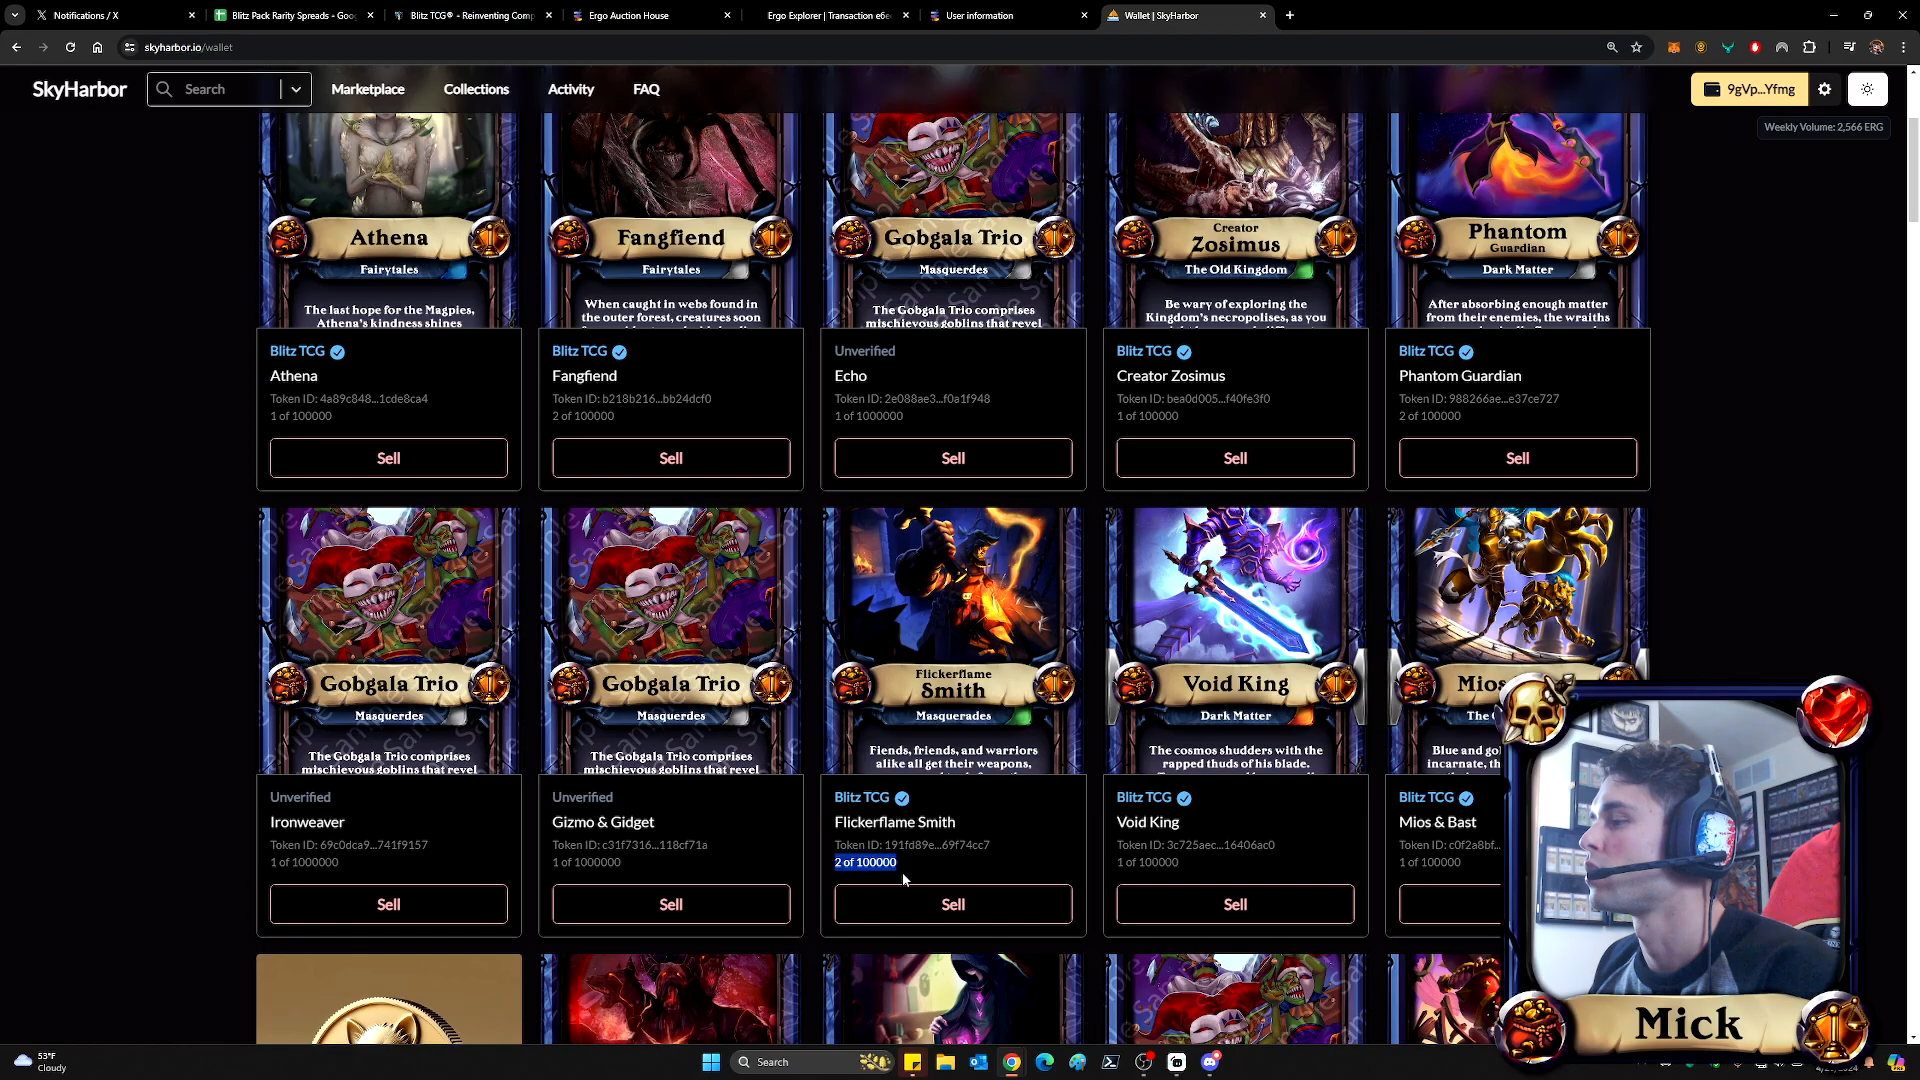 Notifications / X
Blitz Pack Rarity Spreads - Goo
Blitz TCG® - Reinventing Comp
Ergo Auction House
Ergo Explorer | Transaction e6e
User information
Wallet | SkyHarbor
skyharbor.io/wallet
SkyHarbor
Search
Marketplace
Collections
Activity
FAQ
9gVp...Yfmg
Weekly Volume: 2,566 ERG
Athena
Fairytales
The last hope for the Magpies,
Athena's kindness shines
Fangfiend
Fairytales
When caught in webs found in
the outer forest, creatures soon
Gobgala Trio
Masquerdes
The Gobgala Trio comprises
mischievous goblins that revel
Creator
Zosimus
The Old Kingdom
Be wary of exploring the
Kingdom's necropolises, as you
Phantom
Guardian
Dark Matter
After absorbing enough matter
from their enemies, the wraiths
Blitz TCG
Athena
Token ID: 4a89c848...1cde8ca4
1 of 100000
Sell
Blitz TCG
Fangfiend
Token ID: b218b216...bb24dcf0
2 of 100000
Sell
Unverified
Echo
Token ID: 2e088ae3...f0a1f948
1 of 1000000
Sell
Blitz TCG
Creator Zosimus
Token ID: bea0d005...f40fe3f0
1 of 100000
Sell
Blitz TCG
Phantom Guardian
Token ID: 988266ae...e37ce727
2 of 100000
Sell
Gobgala Trio
Masquerdes
The Gobgala Trio comprises
mischievous goblins that revel
Gobgala Trio
Masquerdes
The Gobgala Trio comprises
mischievous goblins that revel
Flickerflame
Smith
Masquerades
Fiends, friends, and warriors
alike all get their weapons,
Void King
Dark Matter
The cosmos shudders with the
rapped thuds of his blade.
Mios
Blue and go
incarnate, th
Unverified
Ironweaver
Token ID: 69c0dca9...741f9157
1 of 1000000
Sell
Unverified
Gizmo & Gidget
Token ID: c31f7316...118cf71a
1 of 1000000
Sell
Blitz TCG
Flickerflame Smith
Token ID: 191fd89e...69f74cc7
2 of 100000
Sell
Blitz TCG
Void King
Token ID: 3c725aec...16406ac0
1 of 100000
Sell
Blitz TCG
Mios & Bast
Token ID: c0f2a8bf...
1 of 100000
Mick
53°F
Cloudy
Search